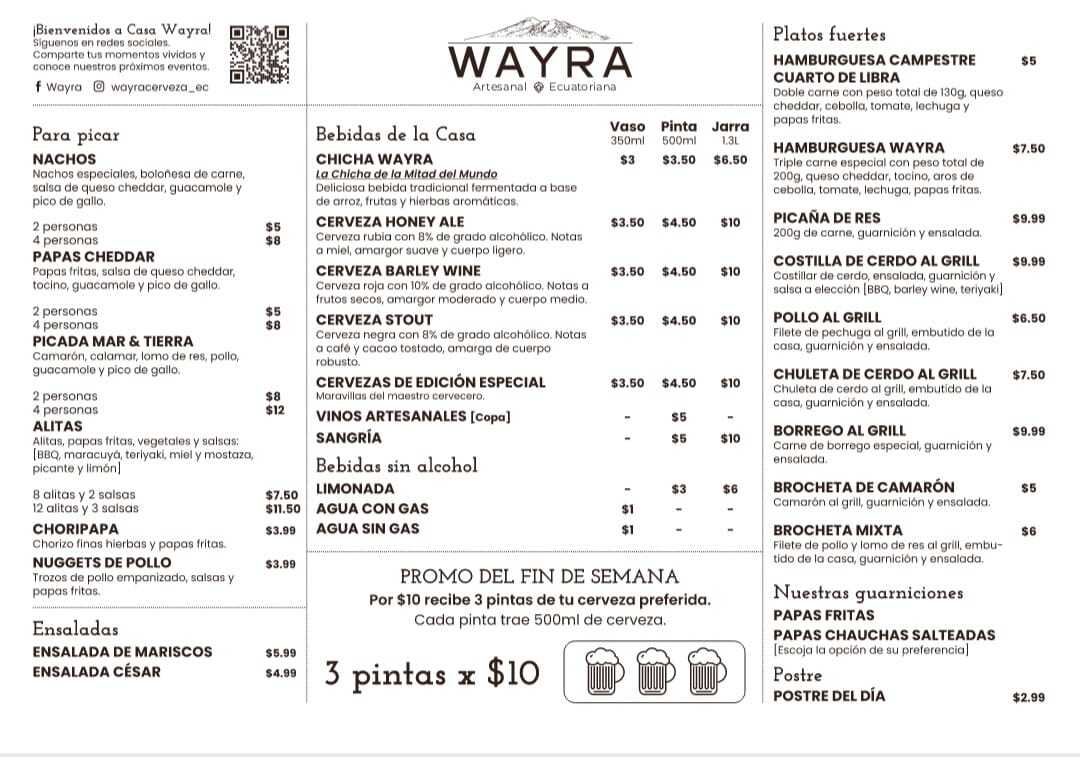 ¡Bienvenidos a Casa Wayra!
Síguenos en redes sociales.
Comparte tus momentos vividos y
conoce nuestros próximos eventos.
Wayra wayracerveza_ec
WAYRA
Artesanal Ecuatoriana
Para picar
NACHOS
Nachos especiales, boloñesa de carne,
salsa de queso cheddar, guacamole y
pico de gallo.
2 personas $5
4 personas $8
PAPAS CHEDDAR
Papas fritas, salsa de queso cheddar,
tocino, guacamole y pico de gallo.
2 personas $5
4 personas $8
PICADA MAR & TIERRA
Camarón, calamar, lomo de res, pollo,
guacamole y pico de gallo.
2 personas $8
4 personas $12
ALITAS
Alitas, papas fritas, vegetales y salsas:
[BBQ, maracuyá, teriyaki, miel y mostaza,
picante y limón]
8 alitas y 2 salsas $7.50
12 alitas y 3 salsas $11.50
CHORIPAPA $3.99
Chorizo finas hierbas y papas fritas.
NUGGETS DE POLLO $3.99
Trozos de pollo empanizado, salsas y
papas fritas.
Ensaladas
ENSALADA DE MARISCOS $5.99
ENSALADA CÉSAR $4.99
Bebidas de la Casa Vaso Pinta Jarra
350ml 500ml 1.3L
CHICHA WAYRA $3 $3.50 $6.50
La Chicha de la Mitad del Mundo
Deliciosa bebida tradicional fermentada a base
de arroz, frutas y hierbas aromáticas.
CERVEZA HONEY ALE $3.50 $4.50 $10
Cerveza rubia con 8% de grado alcohólico. Notas
a miel, amargor suave y cuerpo ligero.
CERVEZA BARLEY WINE $3.50 $4.50 $10
Cerveza roja con 10% de grado alcohólico. Notas a
frutos secos, amargor moderado y cuerpo medio.
CERVEZA STOUT $3.50 $4.50 $10
Cerveza negra con 8% de grado alcohólico. Notas
a café y cacao tostado, amarga de cuerpo
robusto.
CERVEZAS DE EDICIÓN ESPECIAL $3.50 $4.50 $10
Maravillas del maestro cervecero.
VINOS ARTESANALES [Copa] - $5 -
SANGRÍA - $5 $10
Bebidas sin alcohol
LIMONADA - $3 $6
AGUA CON GAS $1 - -
AGUA SIN GAS $1 - -
PROMO DEL FIN DE SEMANA
Por $10 recibe 3 pintas de tu cerveza preferida.
Cada pinta trae 500ml de cerveza.
3 pintas x $10
Platos fuertes
HAMBURGUESA CAMPESTRE $5
CUARTO DE LIBRA
Doble carne con peso total de 130g, queso
cheddar, cebolla, tomate, lechuga y
papas fritas.
HAMBURGUESA WAYRA $7.50
Triple carne especial con peso total de
200g, queso cheddar, tocino, aros de
cebolla, tomate, lechuga, papas fritas.
PICAÑA DE RES $9.99
200g de carne, guarnición y ensalada.
COSTILLA DE CERDO AL GRILL $9.99
Costillar de cerdo, ensalada, guarnición y
salsa a elección [BBQ, barley wine, teriyaki]
POLLO AL GRILL $6.50
Filete de pechuga al grill, embutido de la
casa, guarnición y ensalada.
CHULETA DE CERDO AL GRILL $7.50
Chuleta de cerdo al grill, embutido de la
casa, guarnición y ensalada.
BORREGO AL GRILL $9.99
Carne de borrego especial, guarnición y
ensalada.
BROCHETA DE CAMARÓN $5
Camarón al grill, guarnición y ensalada.
BROCHETA MIXTA $6
Filete de pollo y lomo de res al grill, embu-
tido de la casa, guarnición y ensalada.
Nuestras guarniciones
PAPAS FRITAS
PAPAS CHAUCHAS SALTEADAS
[Escoja la opción de su preferencia]
Postre
POSTRE DEL DÍA $2.99